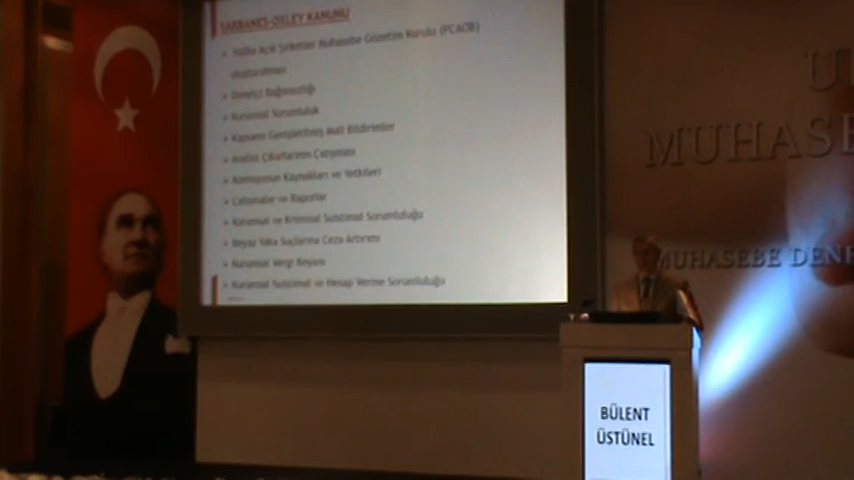 SARBANES-OXLEY KANUNU
Halka Açık Şirketler Muhasebe Gözetim Kurulu (PCAOB)
oluşturulması
Denetçi Bağımsızlığı
Kurumsal Sorumluluk
Kapsamı Genişletilmiş Mali Bildirimler
Analist Çıkarlarının Çatışması
Komisyonun Kaynakları ve Yetkileri
Çalışmalar ve Raporlar
Kurumsal ve Kriminal Suistimal Sorumluluğu
Beyaz Yaka Suçlarına Ceza Artırımı
Kurumsal Vergi Beyanı
Kurumsal Suistimal ve Hesap Verme Sorumluluğu
U
MUHASE
MUHASEBE DENE
BÜLENT
ÜSTÜNEL